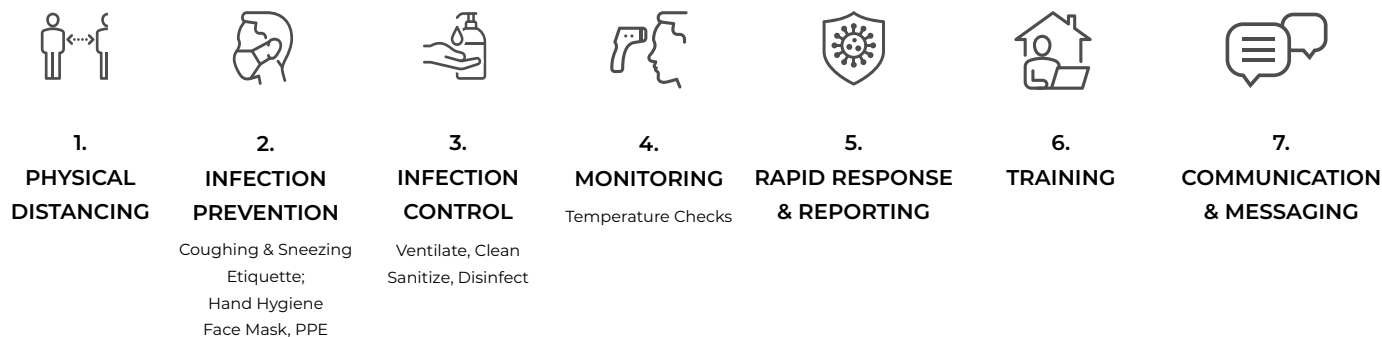 1.
PHYSICAL
DISTANCING
2.
INFECTION
PREVENTION
Coughing & Sneezing
Etiquette;
Hand Hygiene
Face Mask, PPE
3.
INFECTION
CONTROL
Ventilate, Clean
Sanitize, Disinfect
4.
MONITORING
Temperature Checks
5.
RAPID RESPONSE
& REPORTING
6.
TRAINING
7.
COMMUNICATION
& MESSAGING